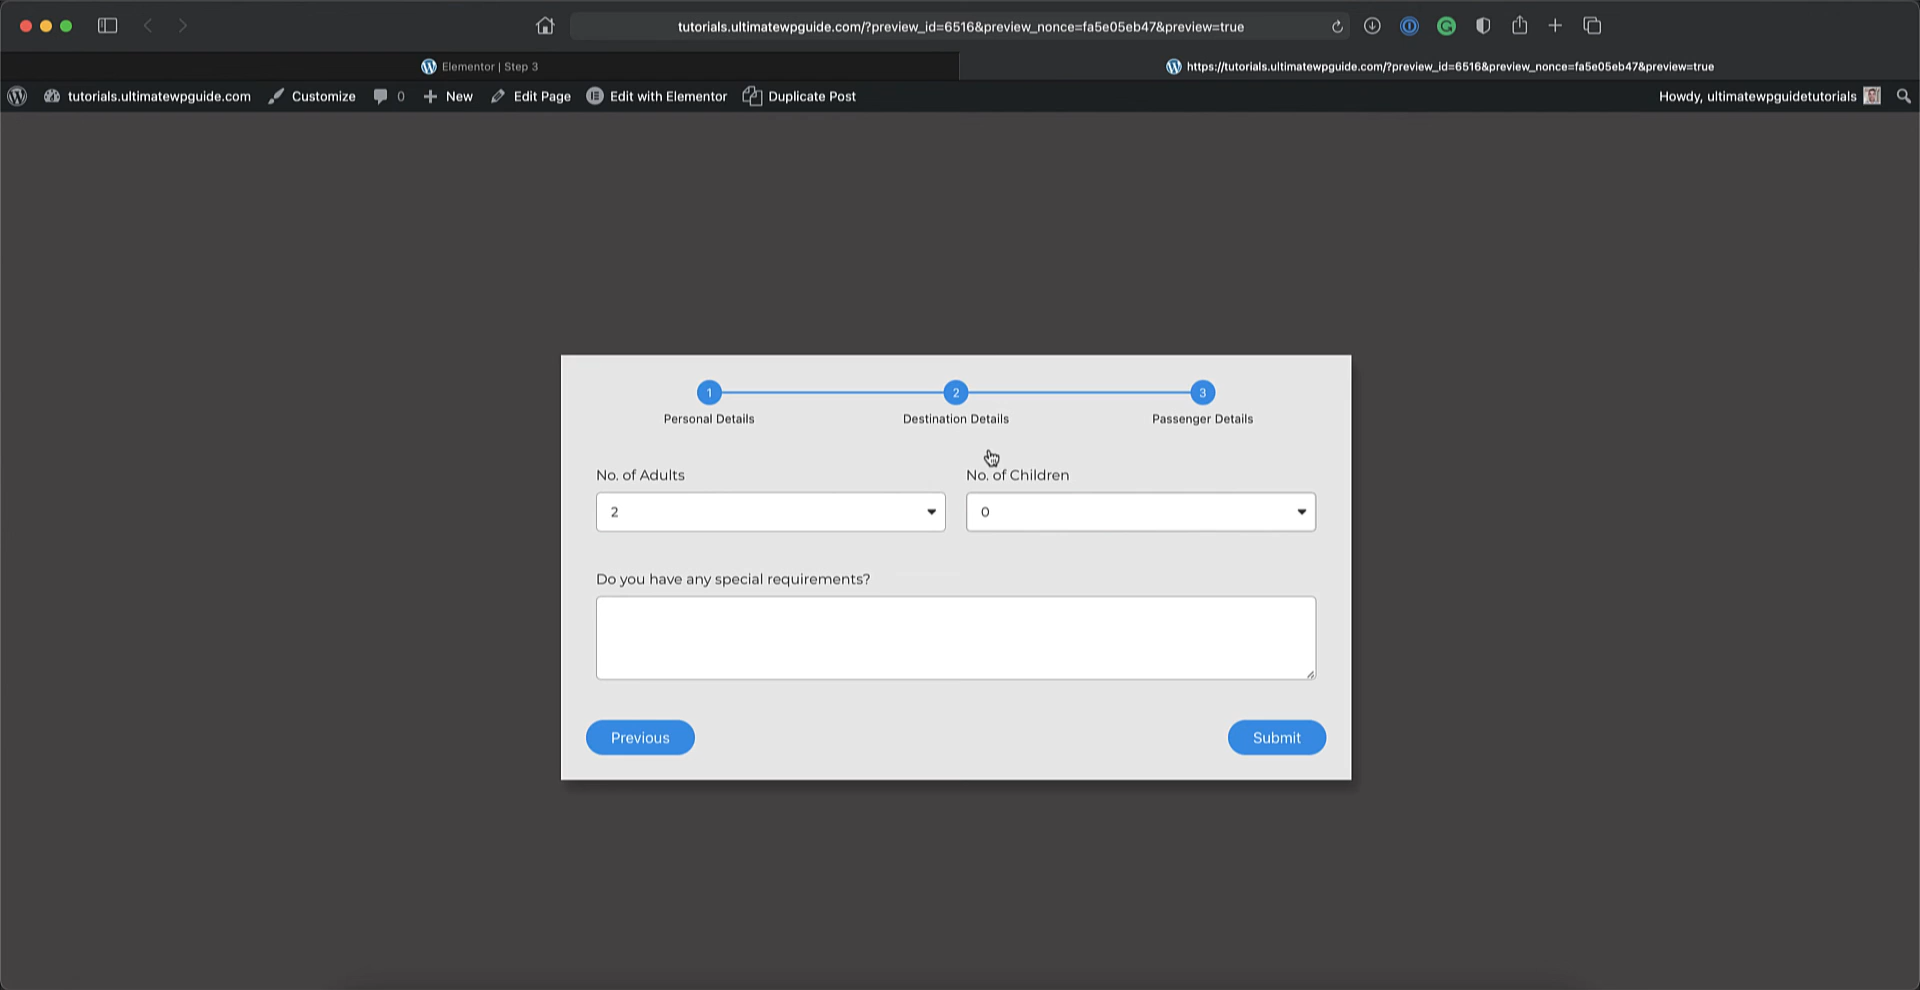 tutorials.ultimatewpguide.com/?preview_id=6516&preview_nonce=fa5e05eb47&preview=true
Elementor | Step 3
https://tutorials.ultimatewpguide.com/?preview_id=6516&preview_nonce=fa5e05eb47&preview=true
tutorials.ultimatewpguide.com Customize 0 New Edit Page Edit with Elementor Duplicate Post Howdy, ultimatewpguidetutorials
1 2 3
Personal Details Destination Details Passenger Details
No. of Adults No. of Children
2 0
Do you have any special requirements?
Previous Submit